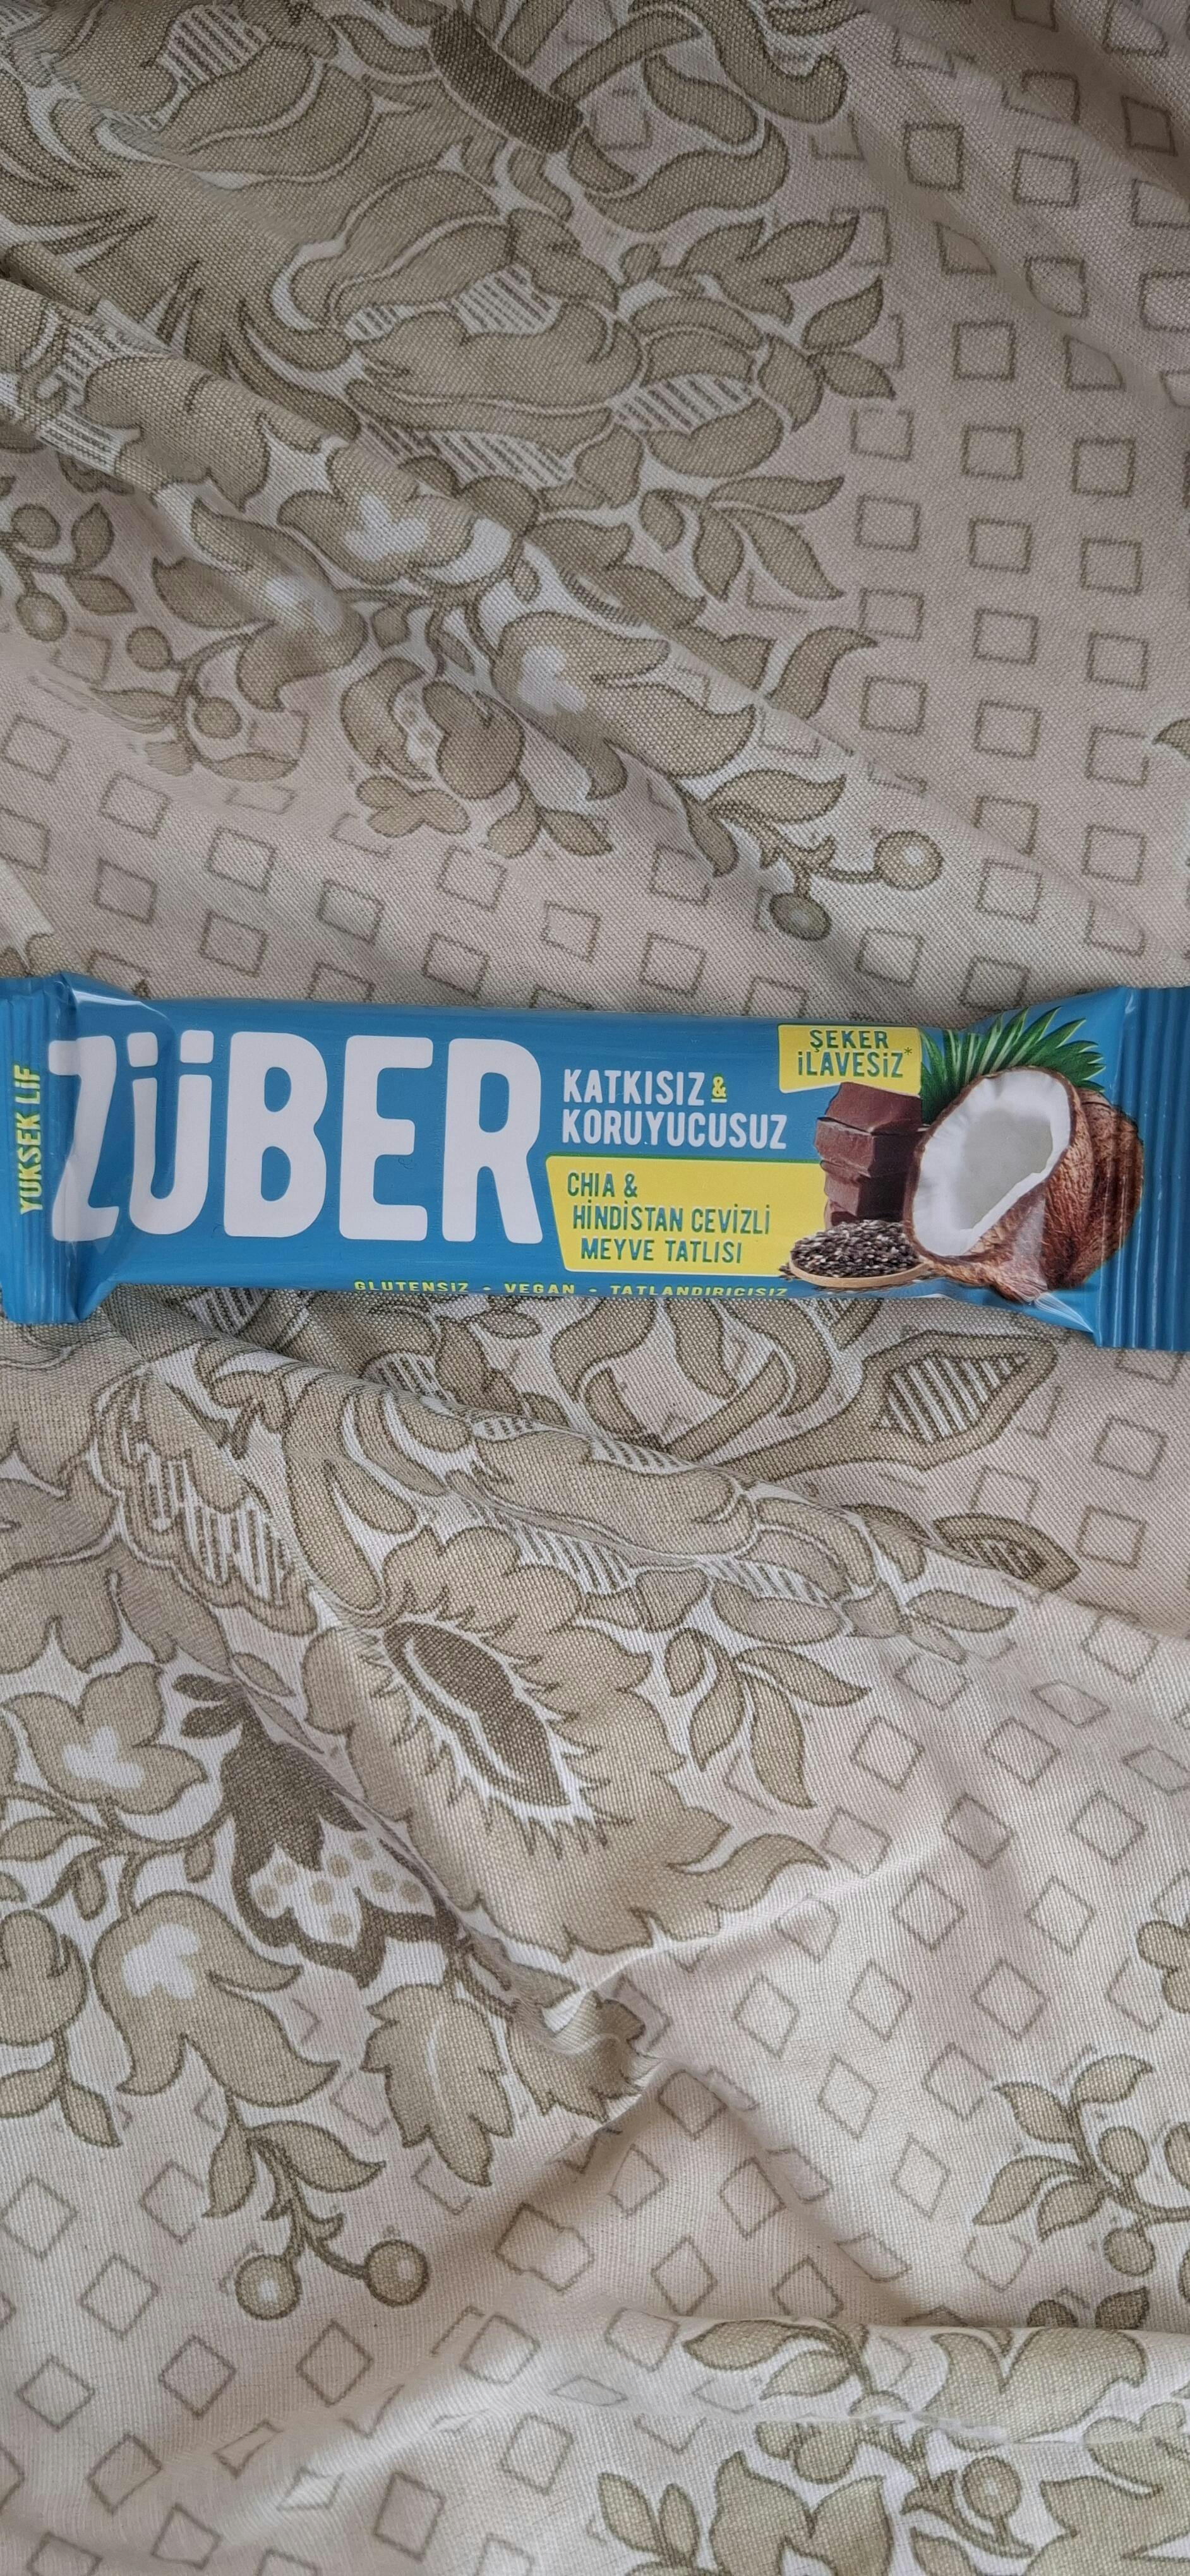 YÜKSEK LİF
ZÜBER
KATKISIZ &
KORUYUCUSUZ
ŞEKER
İLAVESİZ*
CHIA &
HİNDİSTAN CEVİZLİ
MEYVE TATLISI
GLUTENSİZ • VEGAN • TATLANDIRICISIZ